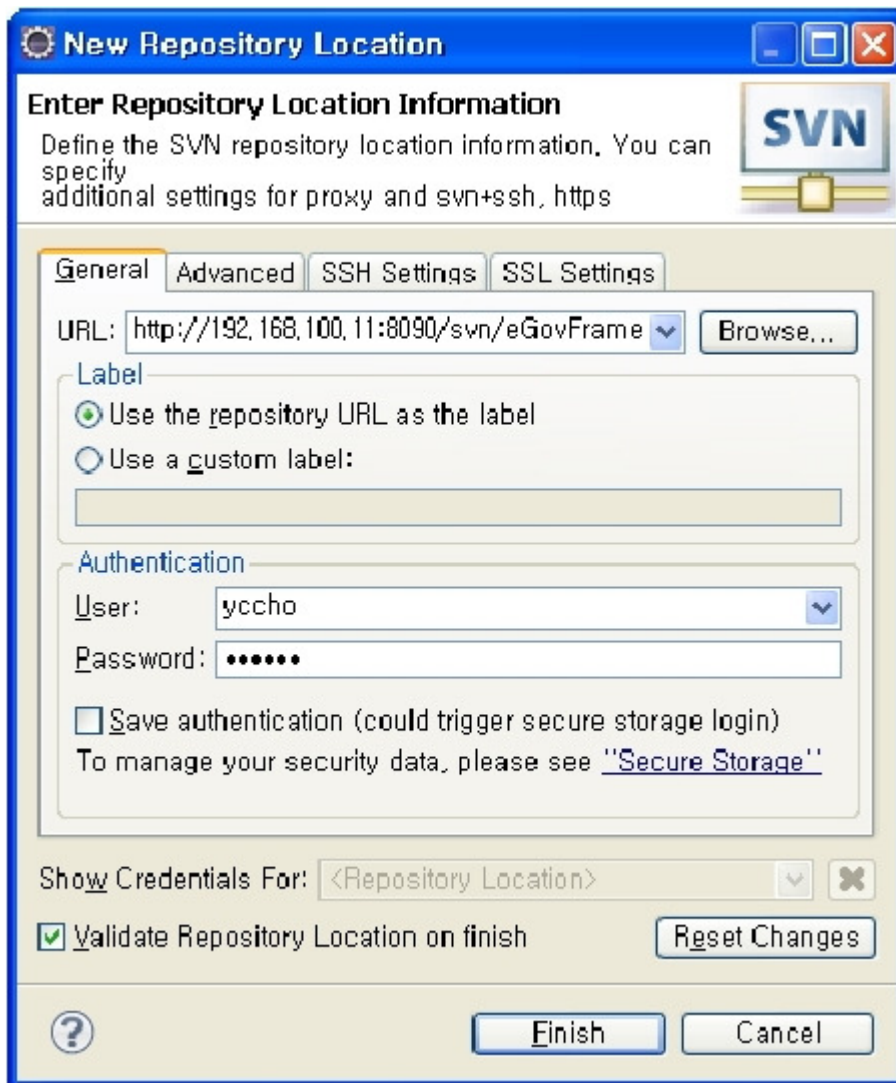 New Repository Location
Enter Repository Location Information
Define the SVN repository location information. You can
specify
additional settings for proxy and svn+ssh, https
SVN
General Advanced SSH Settings SSL Settings
URL: http://192.168.100.11:8090/svn/eGovFrame Browse...
Label
Use the repository URL as the label
Use a custom label:
Authentication
User: yccho
Password: ••••••
Save authentication (could trigger secure storage login)
To manage your security data, please see "Secure Storage"
Show Credentials For: <Repository Location>
Validate Repository Location on finish Reset Changes
? Finish Cancel